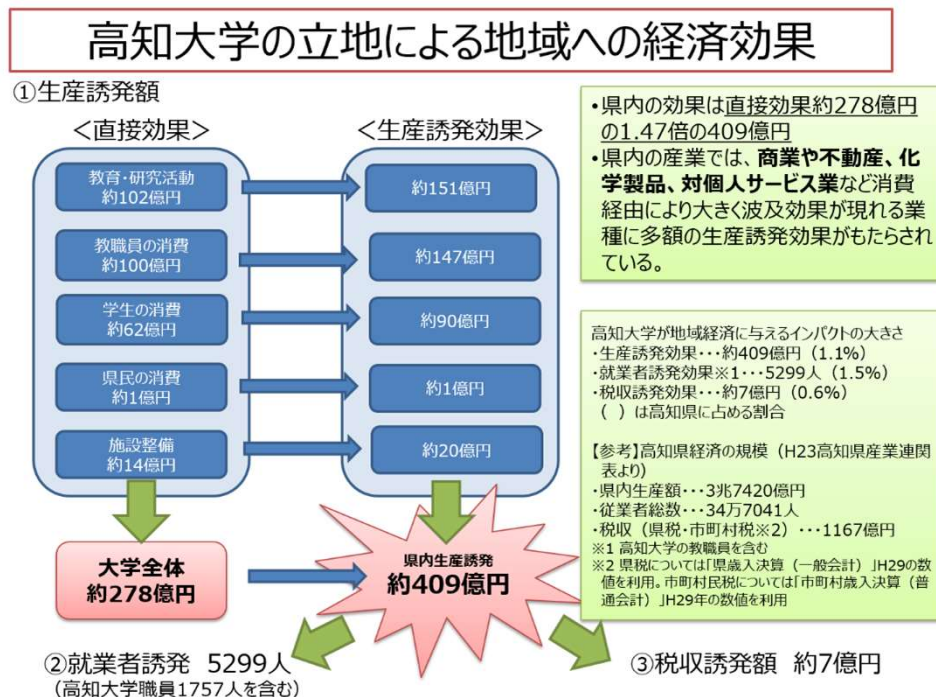 高知大学の立地による地域への経済効果
①生産誘発額
＜直接効果＞
教育・研究活動
約102億円
教職員の消費
約100億円
学生の消費
約62億円
県民の消費
約1億円
施設整備
約14億円
大学全体
約278億円
＜生産誘発効果＞
約151億円
約147億円
約90億円
約1億円
約20億円
県内生産誘発
約409億円
②就業者誘発 5299人
（高知大学職員1757人を含む）
③税収誘発額 約7億円
・県内の効果は直接効果約278億円
の1.47倍の409億円
・県内の産業では、商業や不動産、化
学製品、対個人サービス業など消費
経由により大きく波及効果が現れる業
種に多額の生産誘発効果がもたらされ
ている。
高知大学が地域経済に与えるインパクトの大きさ
・生産誘発効果・・・約409億円（1.1%）
・就業者誘発効果※1・・・5299人（1.5%）
・税収誘発効果・・・約7億円（0.6%）
（ ）は高知県に占める割合
【参考】高知県経済の規模（H23高知県産業連関
表より）
・県内生産額・・・3兆7420億円
・従業者総数・・・34万7041人
・税収（県税・市町村税※2）・・・1167億円
※1 高知大学の教職員を含む
※2 県税については「県歳入決算（一般会計）」H29の数
値を利用。市町村民税については「市町村歳入決算（普
通会計）」H29年の数値を利用